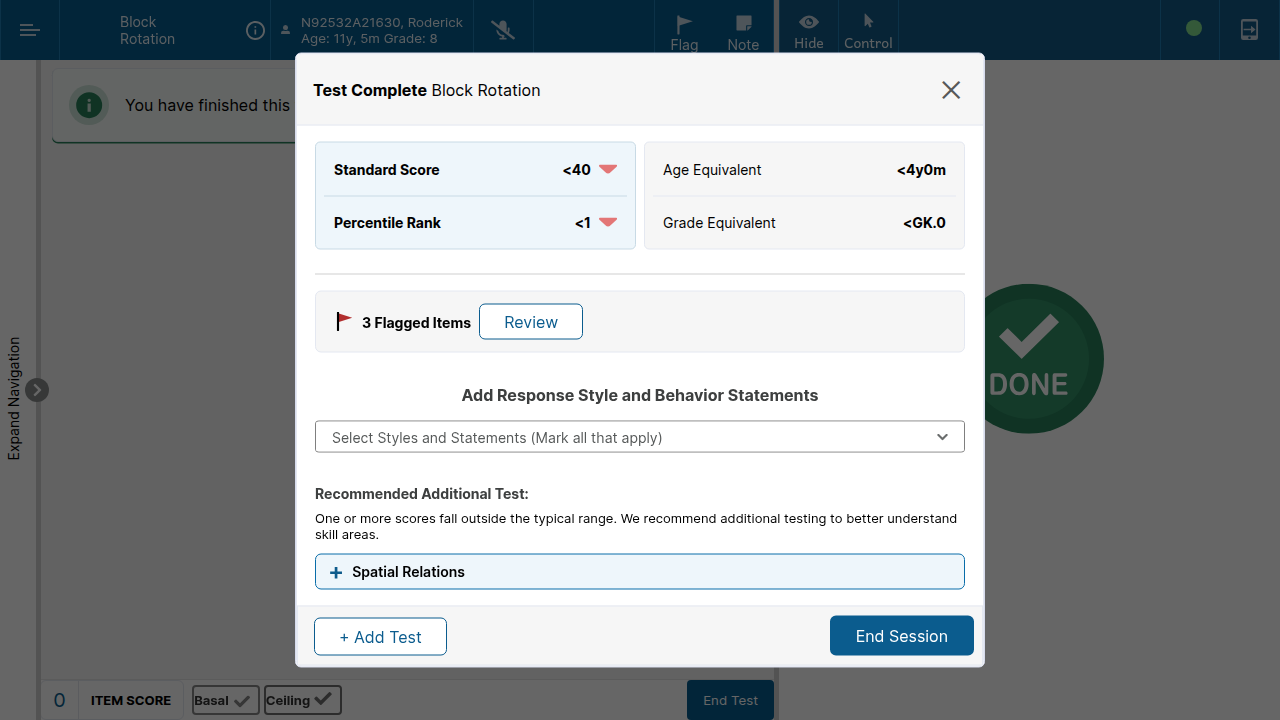 Block
Rotation
N92532A21630, Roderick
Age: 11y, 5m Grade: 8
Flag
Note
Hide
Control
You have finished this
Test Complete Block Rotation
Standard Score <40
Percentile Rank <1
Age Equivalent <4y0m
Grade Equivalent <GK.0
3 Flagged Items Review
Add Response Style and Behavior Statements
Select Styles and Statements (Mark all that apply)
Recommended Additional Test:
One or more scores fall outside the typical range. We recommend additional testing to better understand
skill areas.
+ Spatial Relations
+ Add Test
End Session
DONE
Expand Navigation
0 ITEM SCORE Basal Ceiling End Test